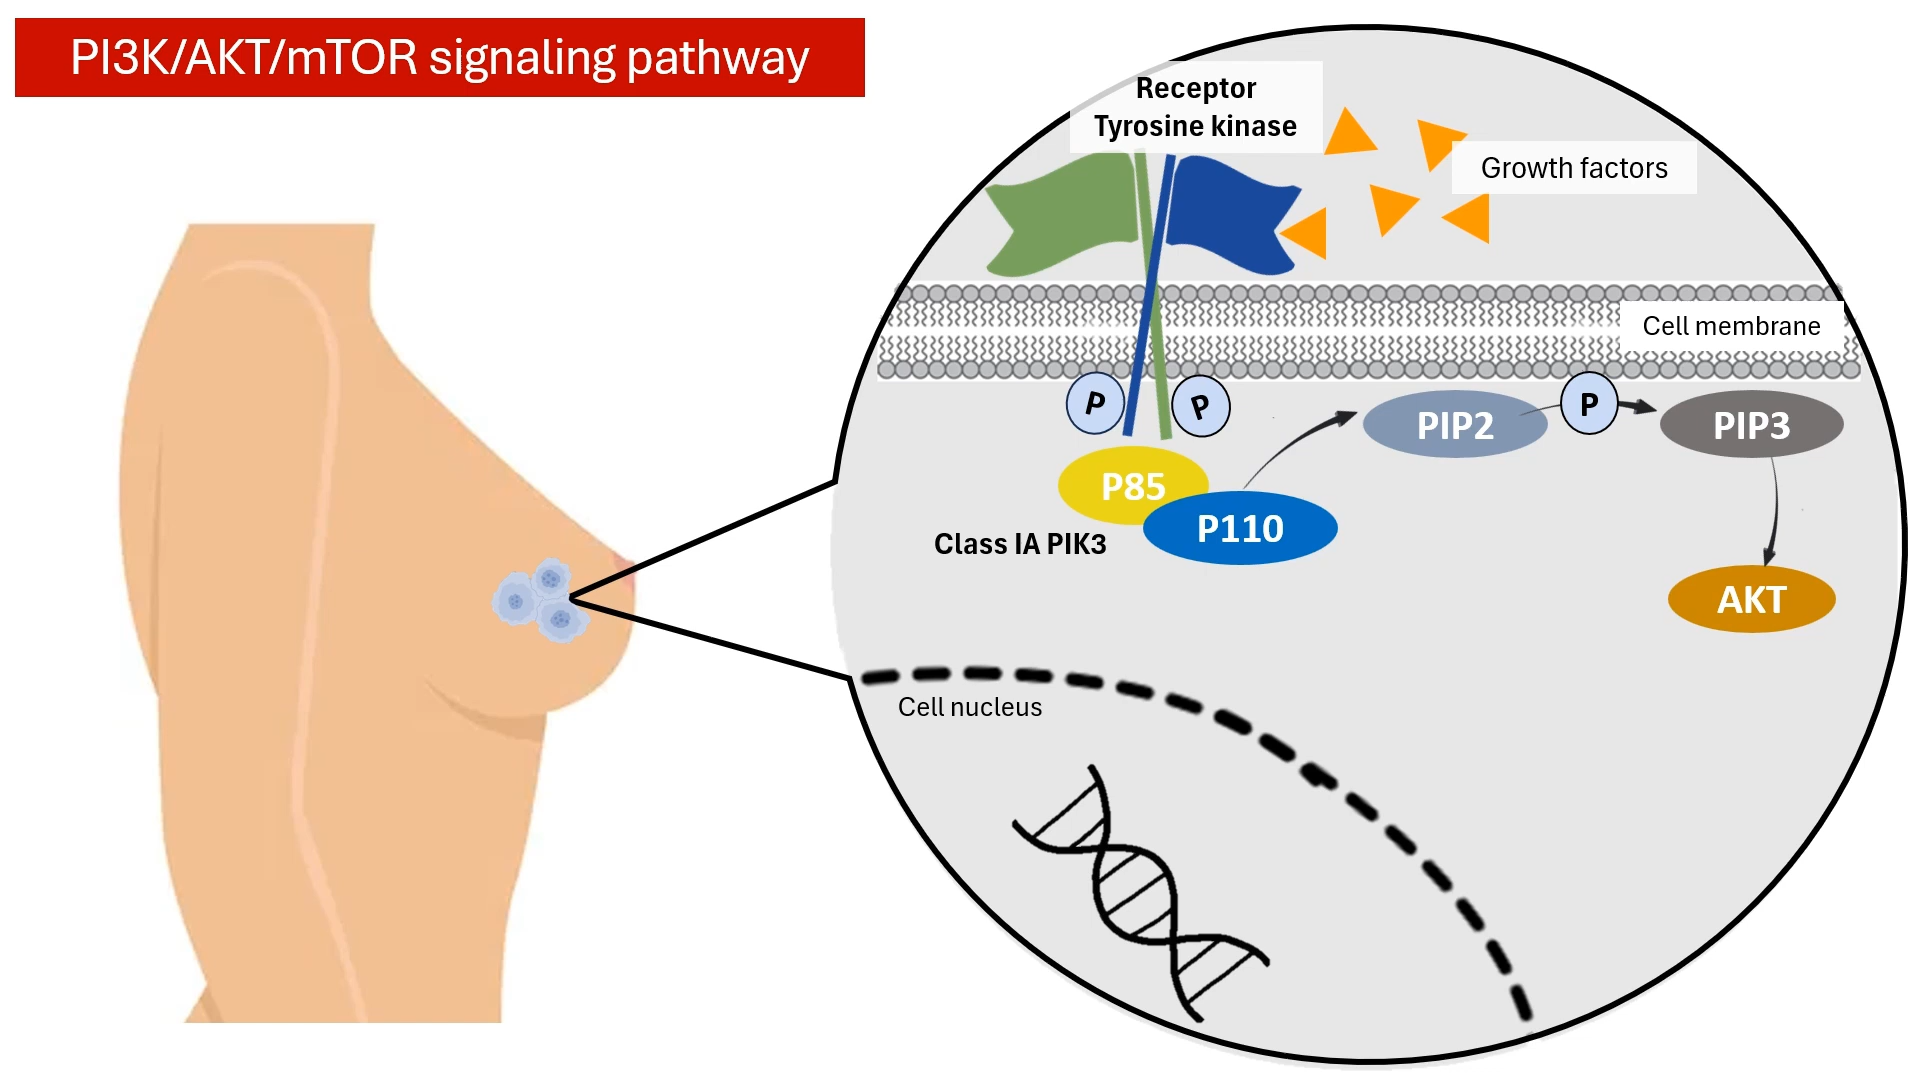 PI3K/AKT/mTOR signaling pathway
Receptor
Tyrosine kinase
Growth factors
Cell membrane
P
P
PIP2
P
PIP3
P85
P110
Class IA PIK3
AKT
Cell nucleus